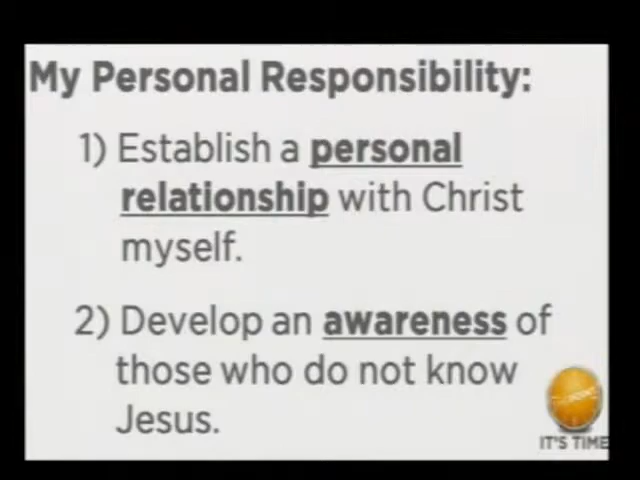 My Personal Responsibility:
1) Establish a personal
relationship with Christ
myself.
2) Develop an awareness of
those who do not know
Jesus.
IT'S TIME